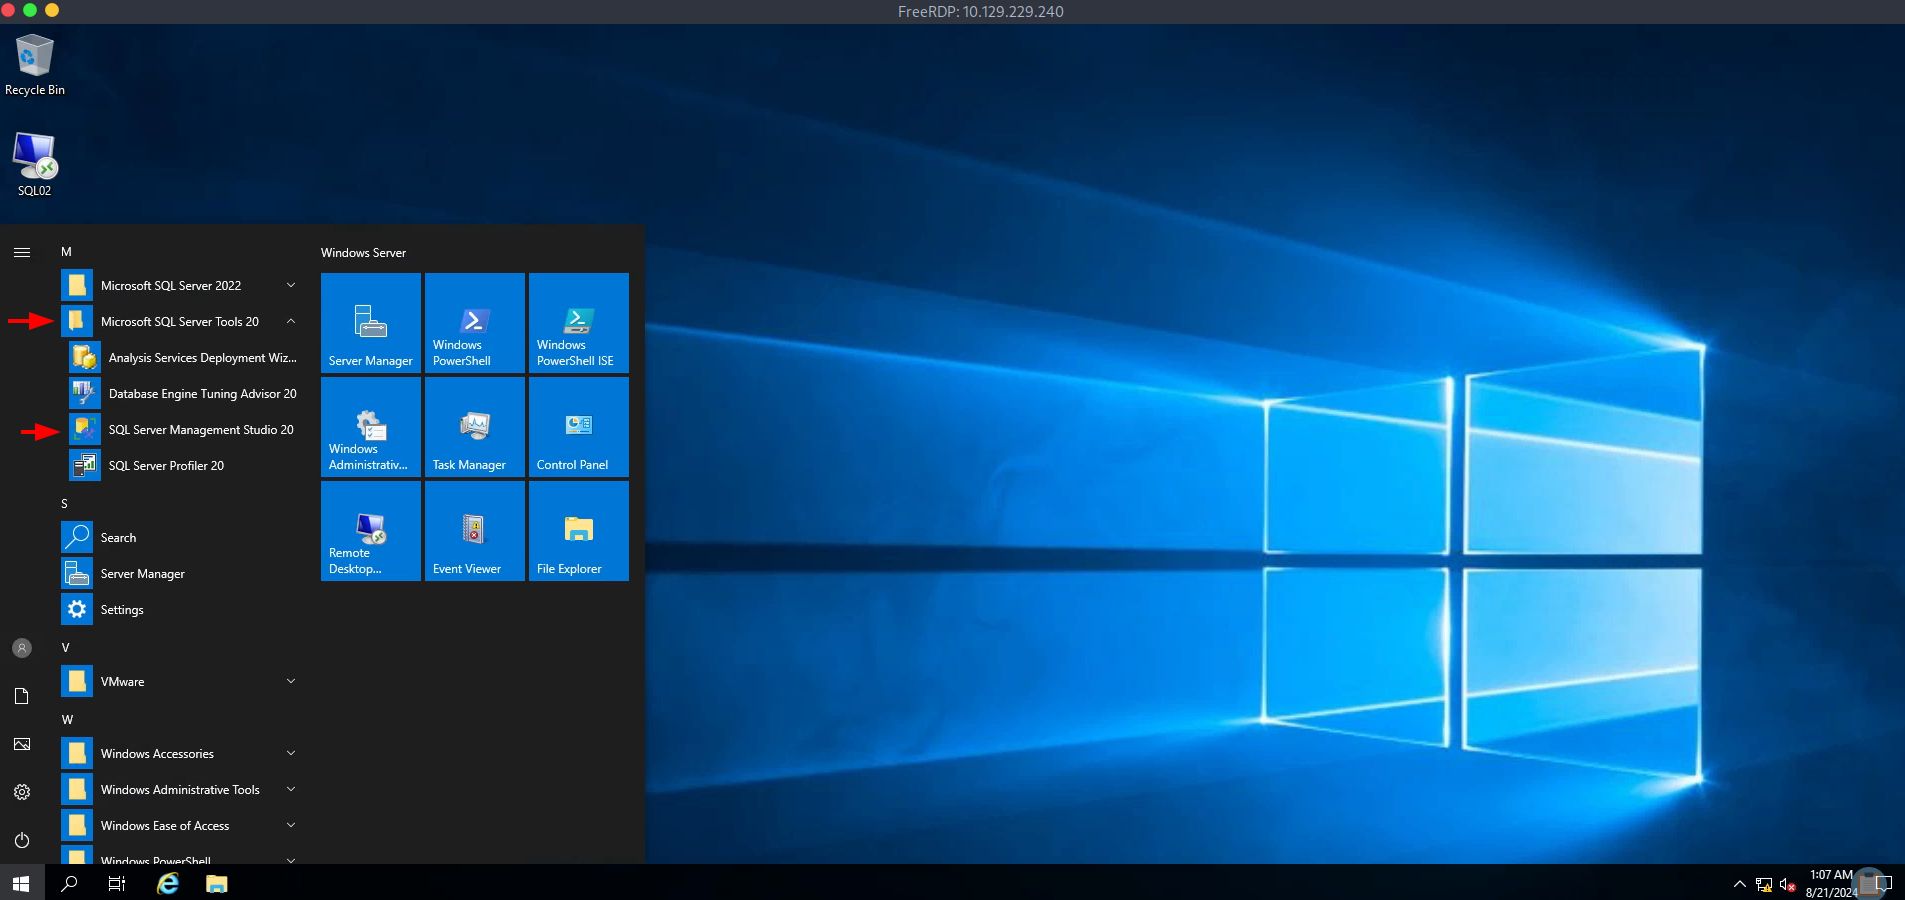 FreeRDP: 10.129.229.240
Recycle Bin
SQL02
M
Microsoft SQL Server 2022
Microsoft SQL Server Tools 20
Analysis Services Deployment Wiz...
Database Engine Tuning Advisor 20
SQL Server Management Studio 20
SQL Server Profiler 20
S
Search
Server Manager
Settings
V
VMware
W
Windows Accessories
Windows Administrative Tools
Windows Ease of Access
Windows PowerShell
Windows Server
Server Manager
Windows
PowerShell
Windows
PowerShell ISE
Windows
Administrativ...
Task Manager
Control Panel
Remote
Desktop...
Event Viewer
File Explorer
1:07 AM
8/21/2024